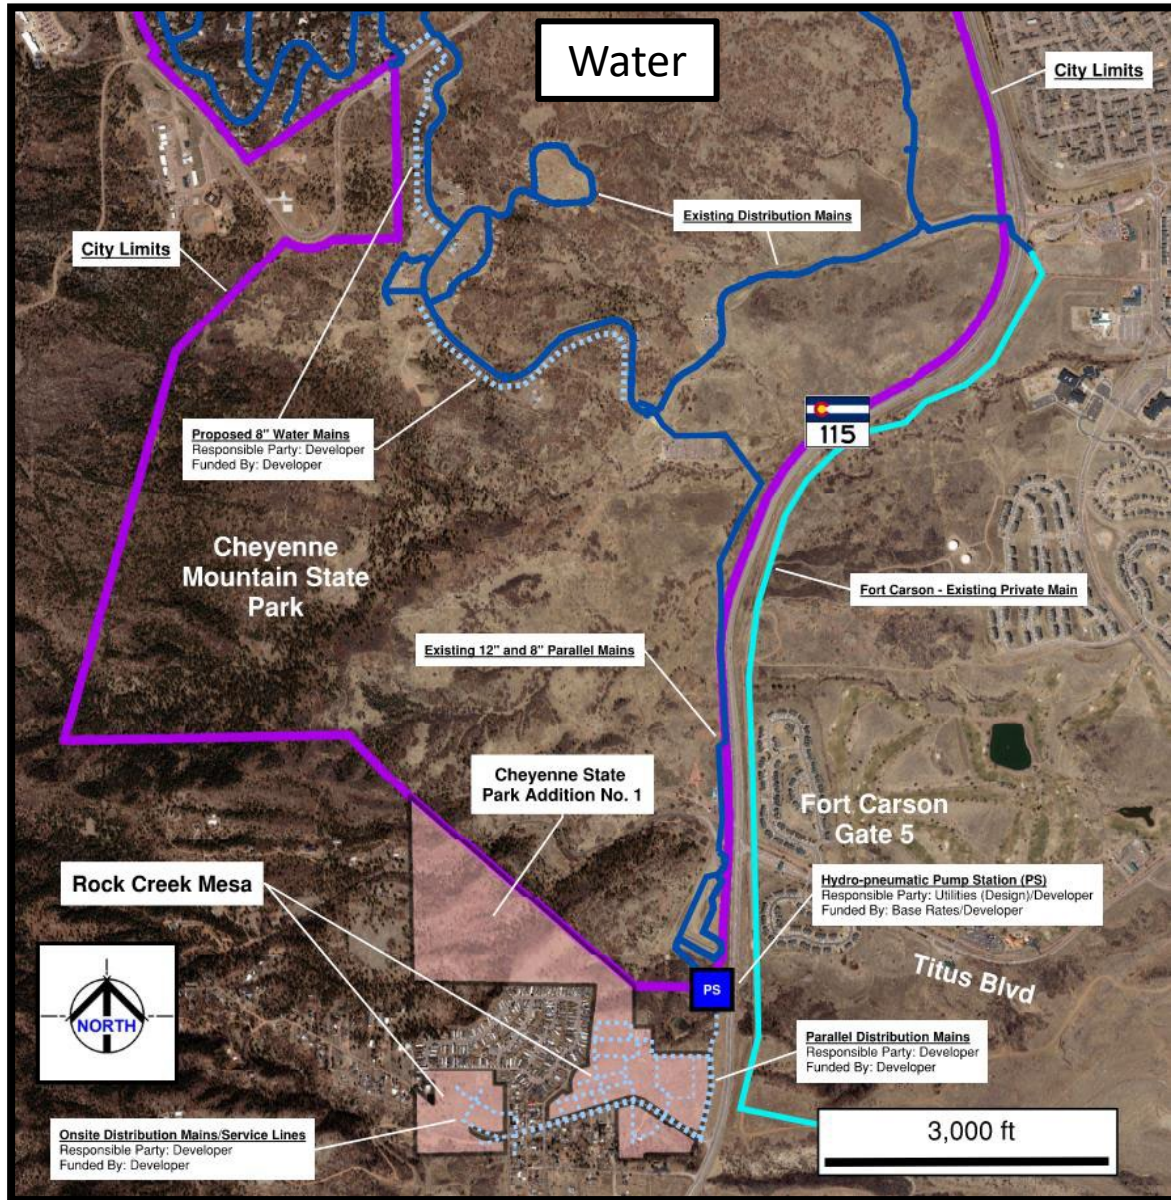 Water
City Limits
Existing Distribution Mains
City Limits
115
Proposed 8" Water Mains
Responsible Party: Developer
Funded By: Developer
Cheyenne
Mountain State
Park
Fort Carson - Existing Private Main
Existing 12" and 8" Parallel Mains
Cheyenne State
Park Addition No. 1
Fort Carson
Gate 5
Rock Creek Mesa
Hydro-pneumatic Pump Station (PS)
Responsible Party: Utilities (Design)/Developer
Funded By: Base Rates/Developer
PS
Titus Blvd
NORTH
Parallel Distribution Mains
Responsible Party: Developer
Funded By: Developer
Onsite Distribution Mains/Service Lines
Responsible Party: Developer
Funded By: Developer
3,000 ft